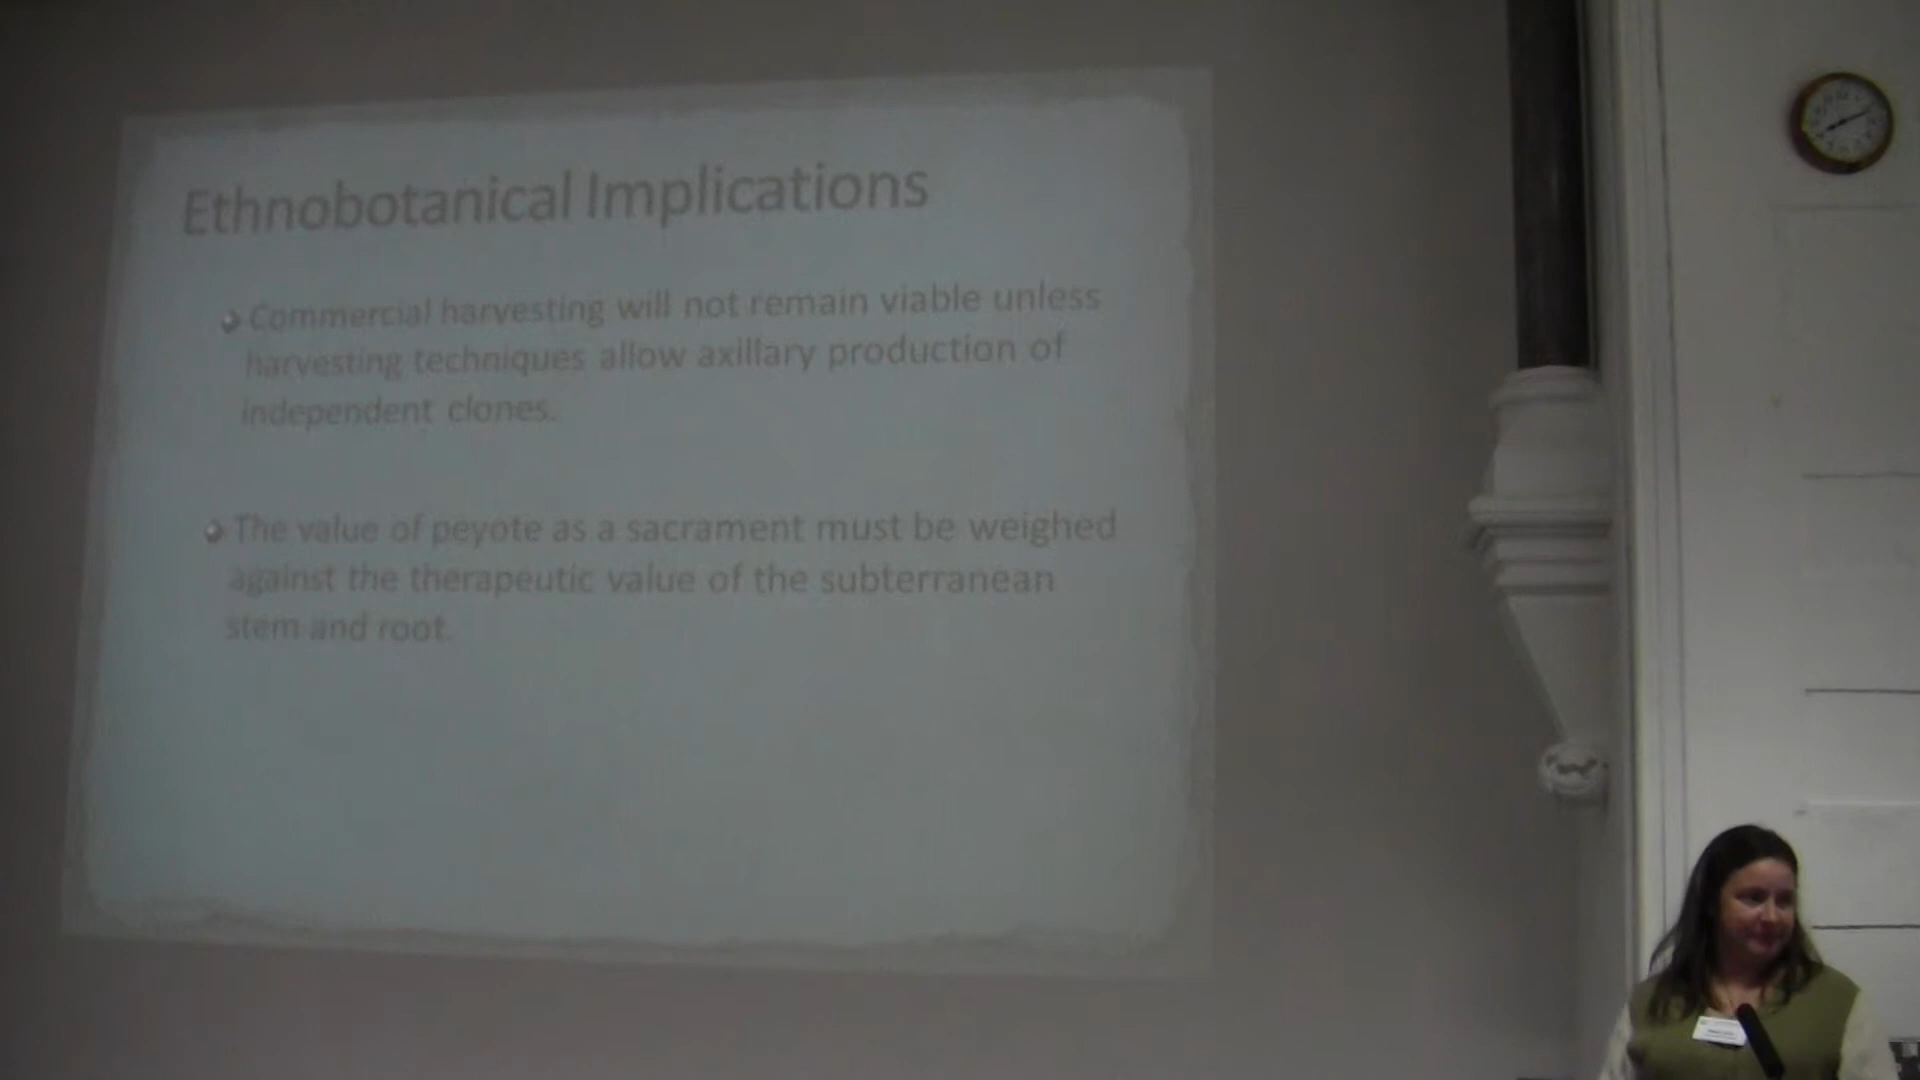 Ethnobotanical Implications
Commercial harvesting will not remain viable unless
harvesting techniques allow axillary production of
independent clones.
The value of peyote as a sacrament must be weighed
against the therapeutic value of the subterranean
stem and root.